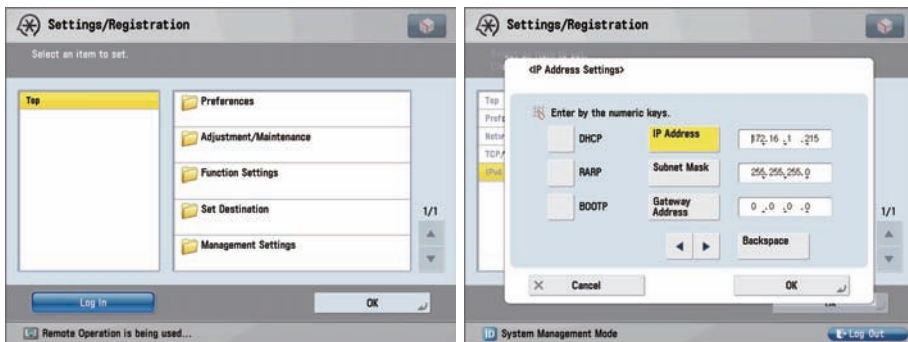 Settings/Registration
Select an item to set.
Top
Preferences
Adjustment/Maintenance
Function Settings
Set Destination
Management Settings
1/1
Log In
OK
Remote Operation is being used...
Settings/Registration
<IP Address Settings>
Top
Enter by the numeric keys.
DHCP
IP Address
172.16 .1 .215
RARP
Subnet Mask
255.255.255.0
BOOTP
Gateway Address
0 .0 .0 .0
1/1
Backspace
Cancel
OK
ID System Management Mode
Log Out